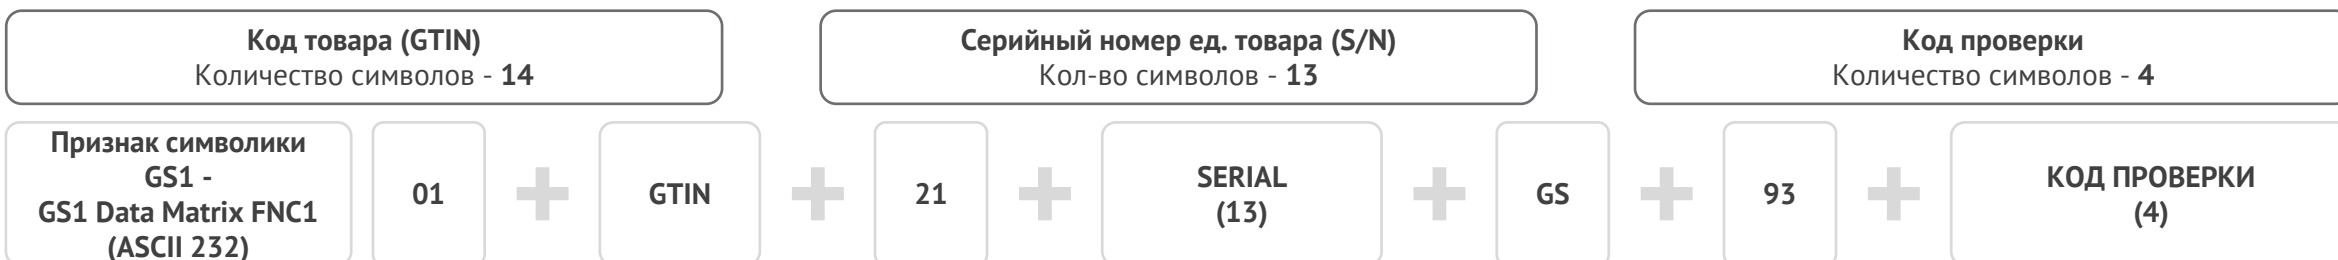 Код товара (GTIN)
Количество символов - 14
Серийный номер ед. товара (S/N)
Кол-во символов - 13
Код проверки
Количество символов - 4
Признак символики
GS1 -
GS1 Data Matrix FNC1
(ASCII 232)
01
GTIN
21
SERIAL
(13)
GS
93
КОД ПРОВЕРКИ
(4)